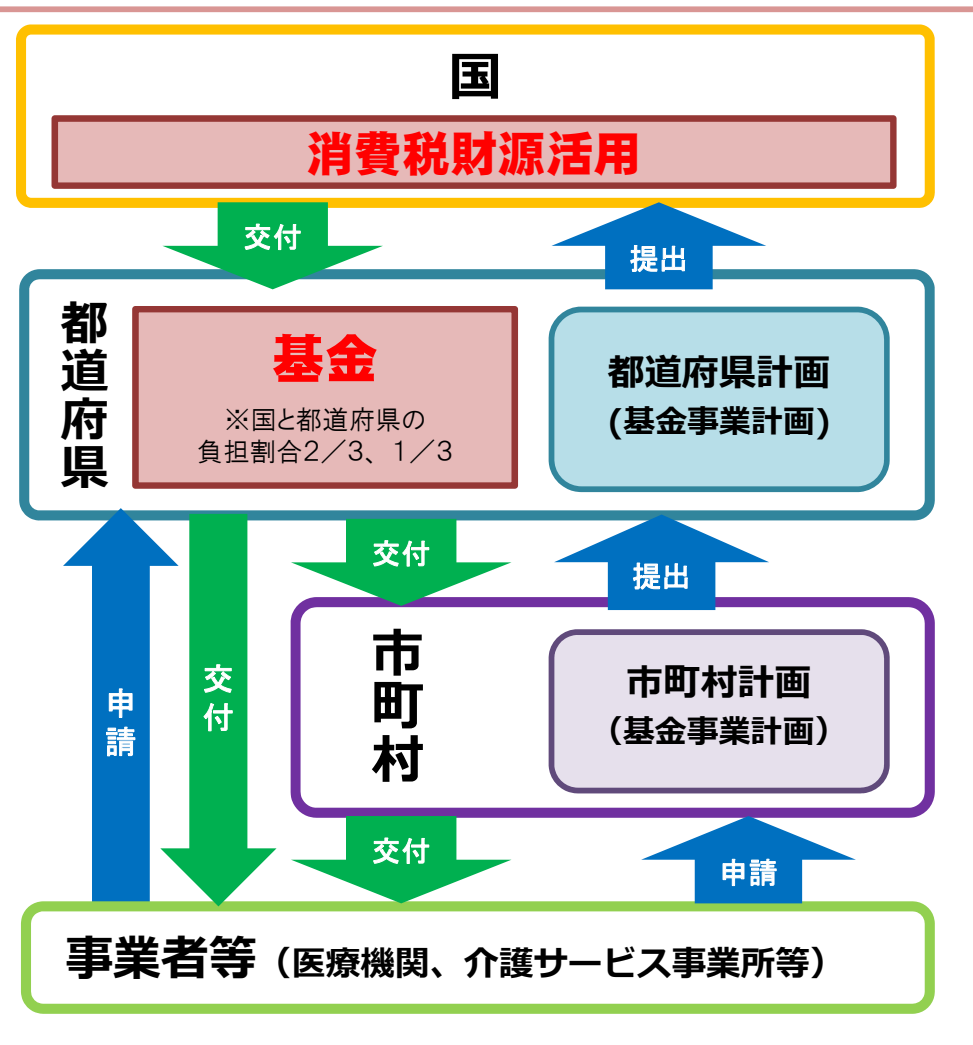 国
消費税財源活用
交付
提出
都道府県
基金
※国と都道府県の
負担割合2／3、1／3
都道府県計画
(基金事業計画)
交付
提出
申請
交付
市町村
市町村計画
（基金事業計画）
交付
申請
事業者等（医療機関、介護サービス事業所等）